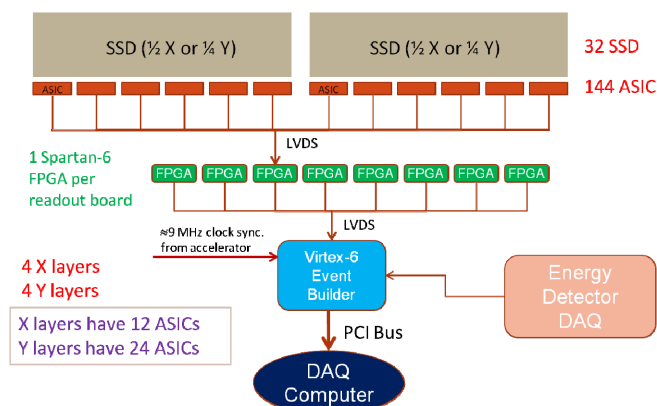 SSD (½ X or ¼ Y)
SSD (½ X or ¼ Y)
32 SSD
ASIC
ASIC
144 ASIC
LVDS
1 Spartan-6
FPGA per
readout board
FPGA FPGA FPGA FPGA FPGA FPGA FPGA FPGA
LVDS
≈9 MHz clock sync.
from accelerator
Virtex-6
Event
Builder
4 X layers
4 Y layers
Energy
Detector
DAQ
X layers have 12 ASICs
Y layers have 24 ASICs
PCI Bus
DAQ
Computer